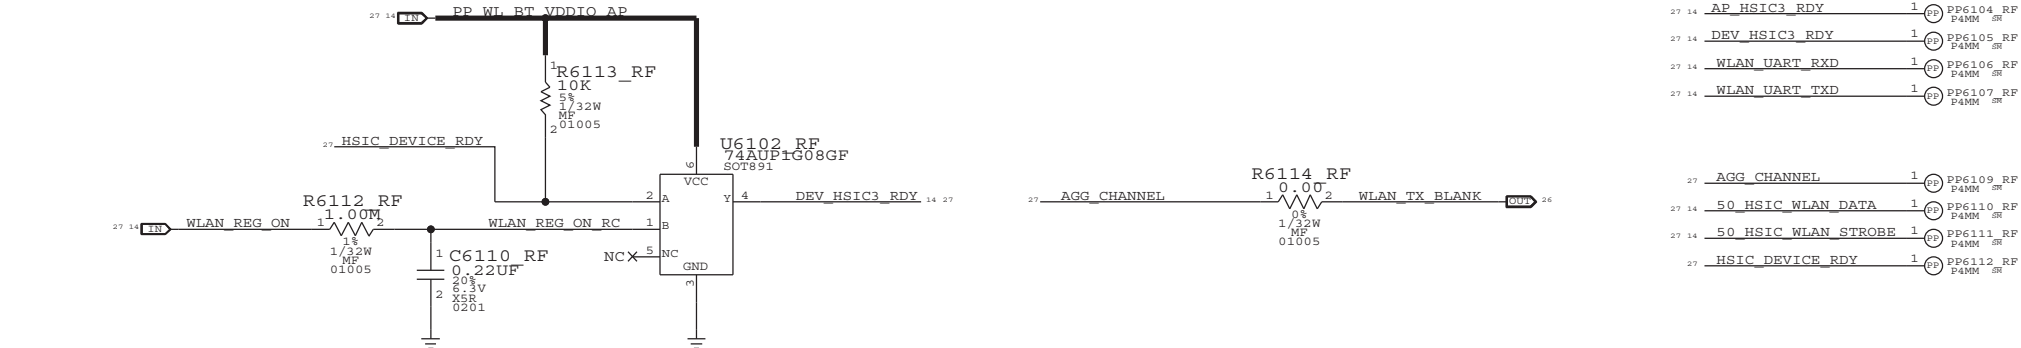 27 14 IN PP_WL_BT_VDDIO_AP
1 R6113_RF
10K
5%
1/32W
MF
2 01005
27 HSIC_DEVICE_RDY
U6102_RF
74AUP1G08GF
SOT891
6
VCC
2 A
Y 4 DEV_HSIC3_RDY 14 27
R6112_RF
1.00M
27 14 IN WLAN_REG_ON 1 2 WLAN_REG_ON_RC 1 B
1%
1/32W
MF
01005
1 C6110_RF
0.22UF
20%
6.3V
2 X5R
0201
NC 5 NC
GND
3
R6114_RF
0.00
27 AGG_CHANNEL 1 2 WLAN_TX_BLANK OUT 26
0%
1/32W
MF
01005
27 14 AP_HSIC3_RDY 1 PP PP6104_RF
P4MM SM
27 14 DEV_HSIC3_RDY 1 PP PP6105_RF
P4MM SM
27 14 WLAN_UART_RXD 1 PP PP6106_RF
P4MM SM
27 14 WLAN_UART_TXD 1 PP PP6107_RF
P4MM SM
27 AGG_CHANNEL 1 PP PP6109_RF
P4MM SM
27 14 50_HSIC_WLAN_DATA 1 PP PP6110_RF
P4MM SM
27 14 50_HSIC_WLAN_STROBE 1 PP PP6111_RF
P4MM SM
27 HSIC_DEVICE_RDY 1 PP PP6112_RF
P4MM SM